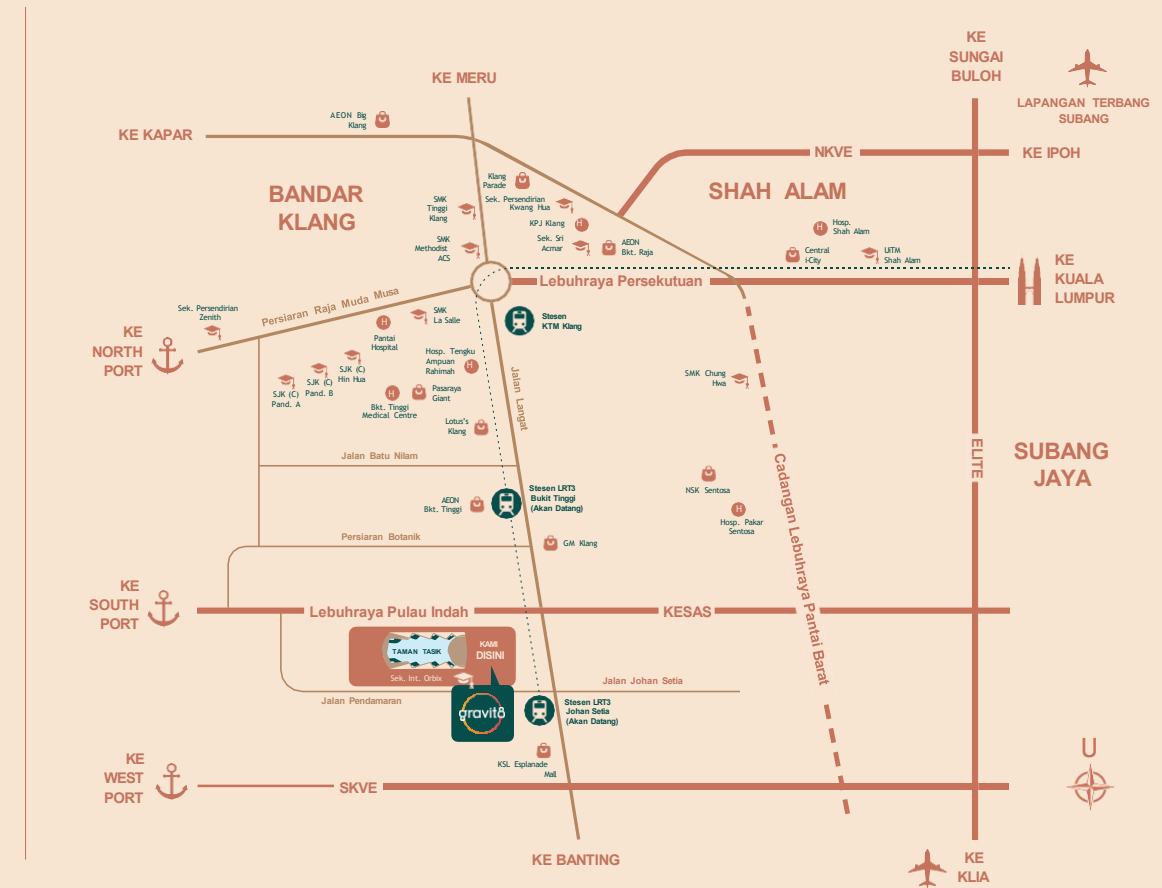 KE
SUNGAI
BULOH
LAPANGAN TERBANG
SUBANG
KE MERU
AEON Big
Klang
KE KAPAR
NKVE
KE IPOH
BANDAR
KLANG
SHAH ALAM
Klang
Parade
SMK
Tinggi
Klang
Sek. Persendirian
Kwang Hua
KPJ Klang
H
SMK
Methodist
ACS
Sek. Sri
Acmar
AEON
Bkt. Raja
H
Hosp.
Shah Alam
Central
i-City
UiTM
Shah Alam
Lebuhraya Persekutuan
KE
KUALA
LUMPUR
Persiaran Raja Muda Musa
Sek. Persendirian
Zenith
KE
NORTH
PORT
SMK
La Salle
H
Pantai
Hospital
Stesen
KTM Klang
SJK (C)
Hin Hua
SJK (C)
Pand. B
SJK (C)
Pand. A
Hosp. Tengku
Ampuan
Rahimah
H
H
Bkt. Tinggi
Medical Centre
Pasaraya
Giant
Lotus's
Klang
Jalan Langat
SMK Chung
Hwa
Jalan Batu Nilam
ELITE
SUBANG
JAYA
Cadangan Lebuhraya Pantai Barat
NSK Sentosa
H
Hosp. Pakar
Sentosa
AEON
Bkt. Tinggi
Stesen LRT3
Bukit Tinggi
(Akan Datang)
Persiaran Botanik
GM Klang
KE
SOUTH
PORT
Lebuhraya Pulau Indah
KESAS
TAMAN TASIK
KAMI
DISINI
Sek. Int. Orbix
Jalan Pendamaran
Jalan Johan Setia
gravit8
Stesen LRT3
Johan Setia
(Akan Datang)
KSL Esplanade
Mall
KE
WEST
PORT
SKVE
U
KE BANTING
KE
KLIA